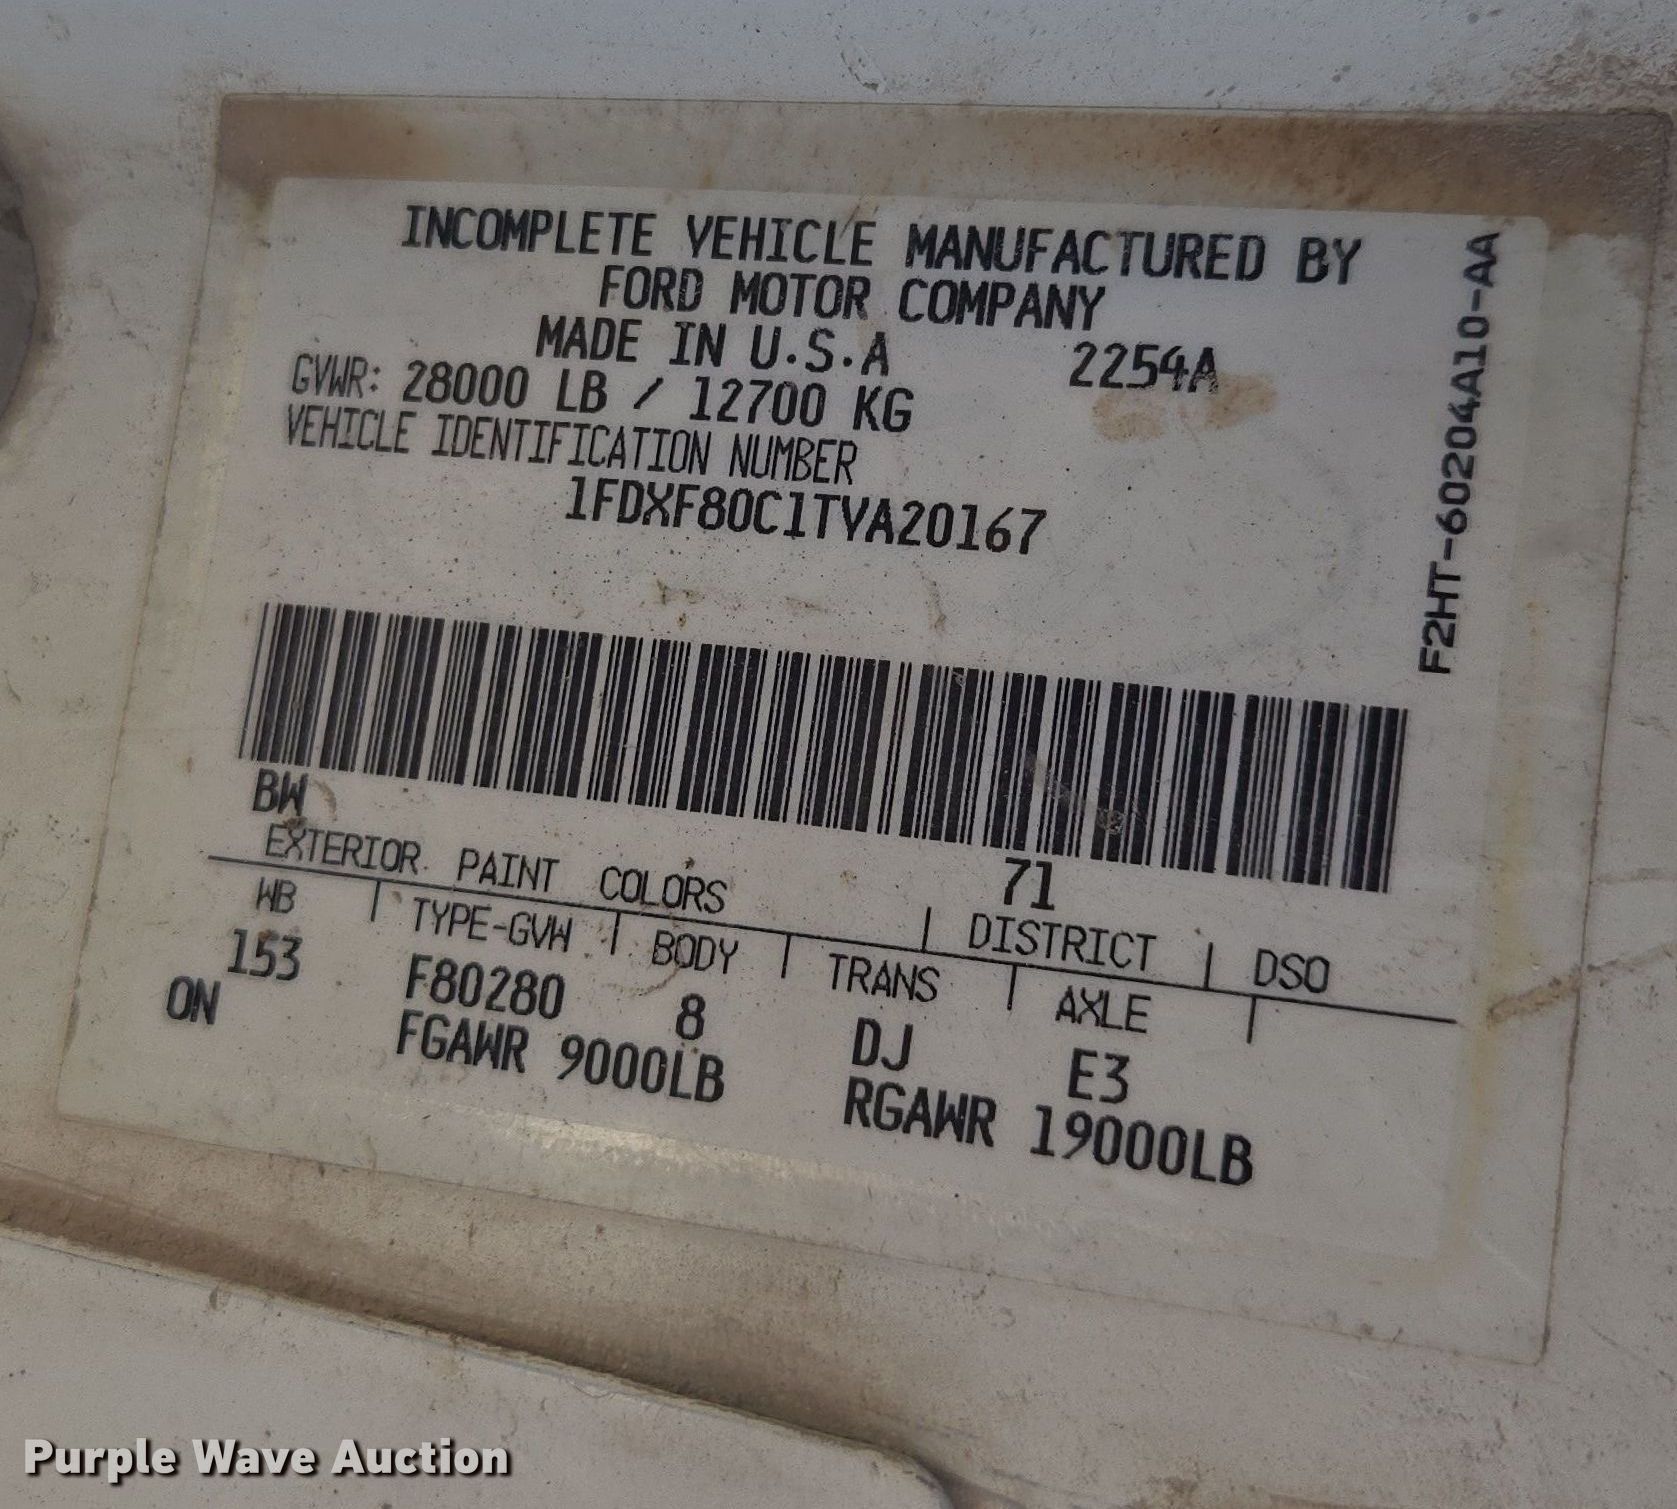 INCOMPLETE VEHICLE MANUFACTURED BY
FORD MOTOR COMPANY
MADE IN U.S.A 2254A
GVWR: 28000 LB / 12700 KG
VEHICLE IDENTIFICATION NUMBER
1FDXF80C1TVA20167
F2HT-60204A10-AA
BW 71
EXTERIOR PAINT COLORS DISTRICT DSO
WB TYPE-GVW BODY TRANS AXLE
153 F80280 8 DJ E3
ON FGAWR 9000LB RGAWR 19000LB
Purple Wave Auction